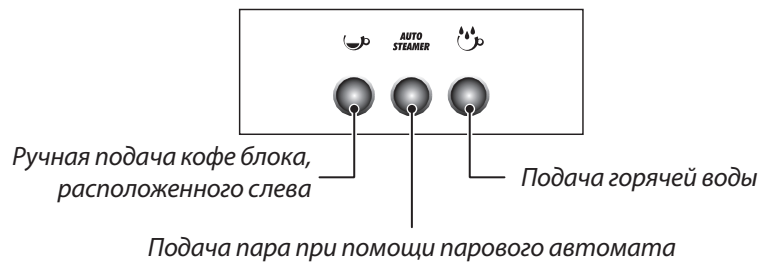 AUTO
STEAMER
Ручная подача кофе блока,
расположенного слева
Подача горячей воды
Подача пара при помощи парового автомата